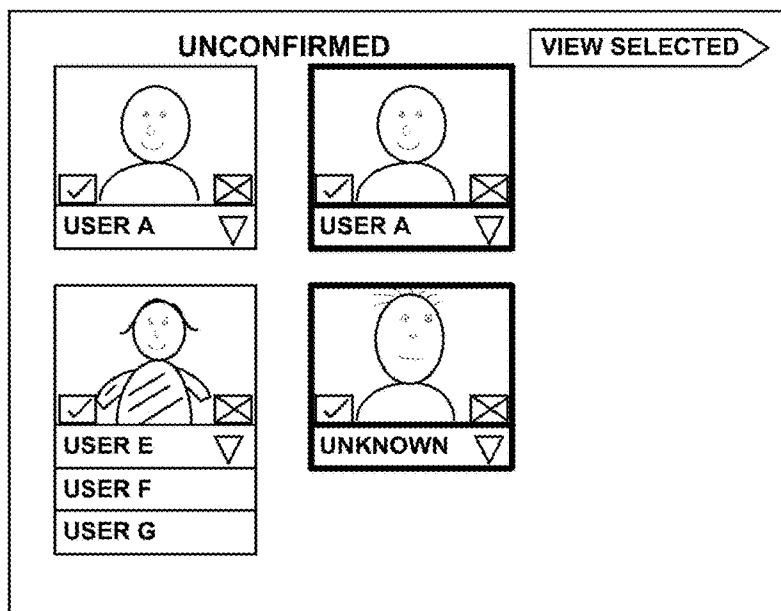 UNCONFIRMED
VIEW SELECTED
USER A
USER A
USER E
USER F
USER G
UNKNOWN